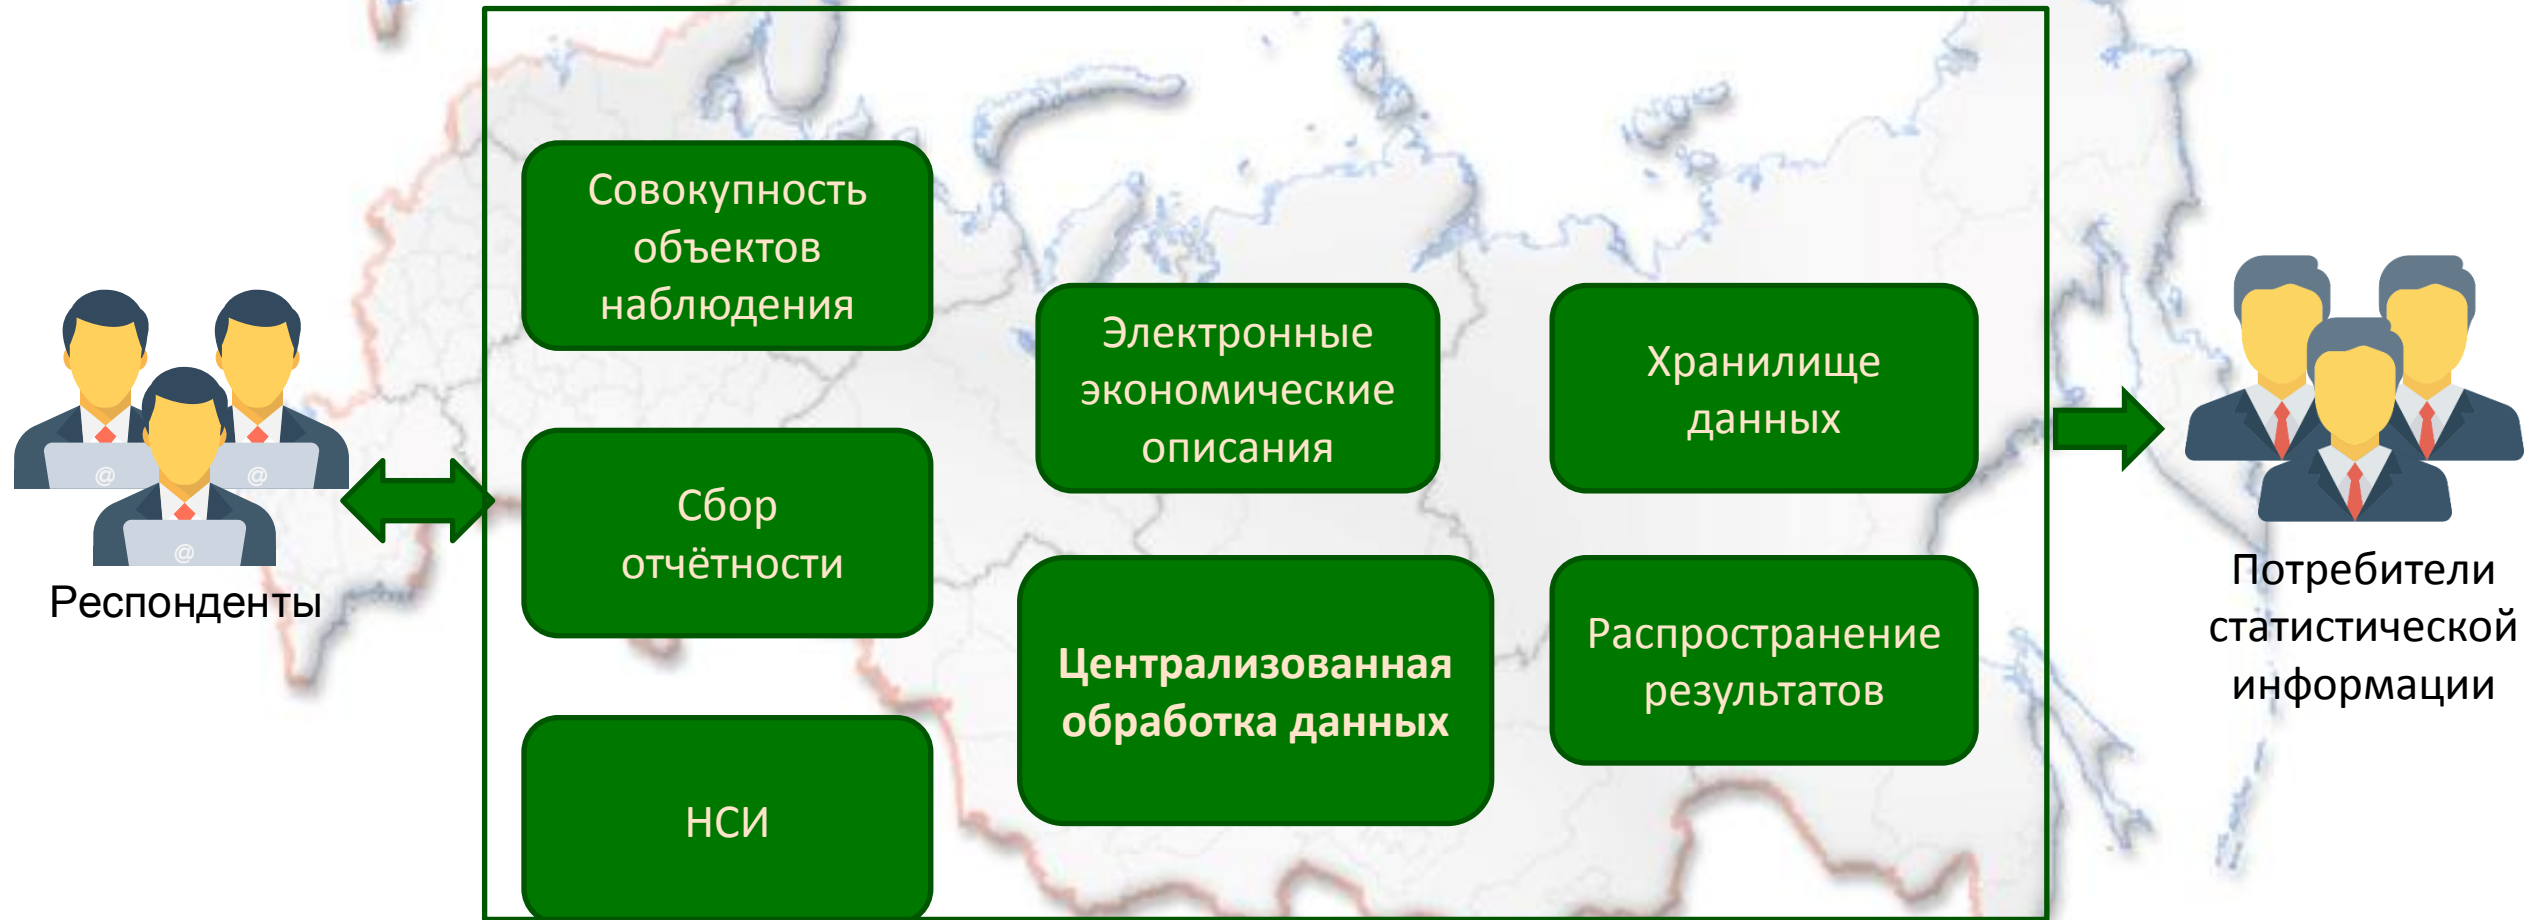 Совокупность
объектов
наблюдения
Сбор
отчётности
НСИ
Электронные
экономические
описания
Централизованная
обработка данных
Хранилище
данных
Распространение
результатов
@
@
@
Респонденты
Потребители
статистической
информации